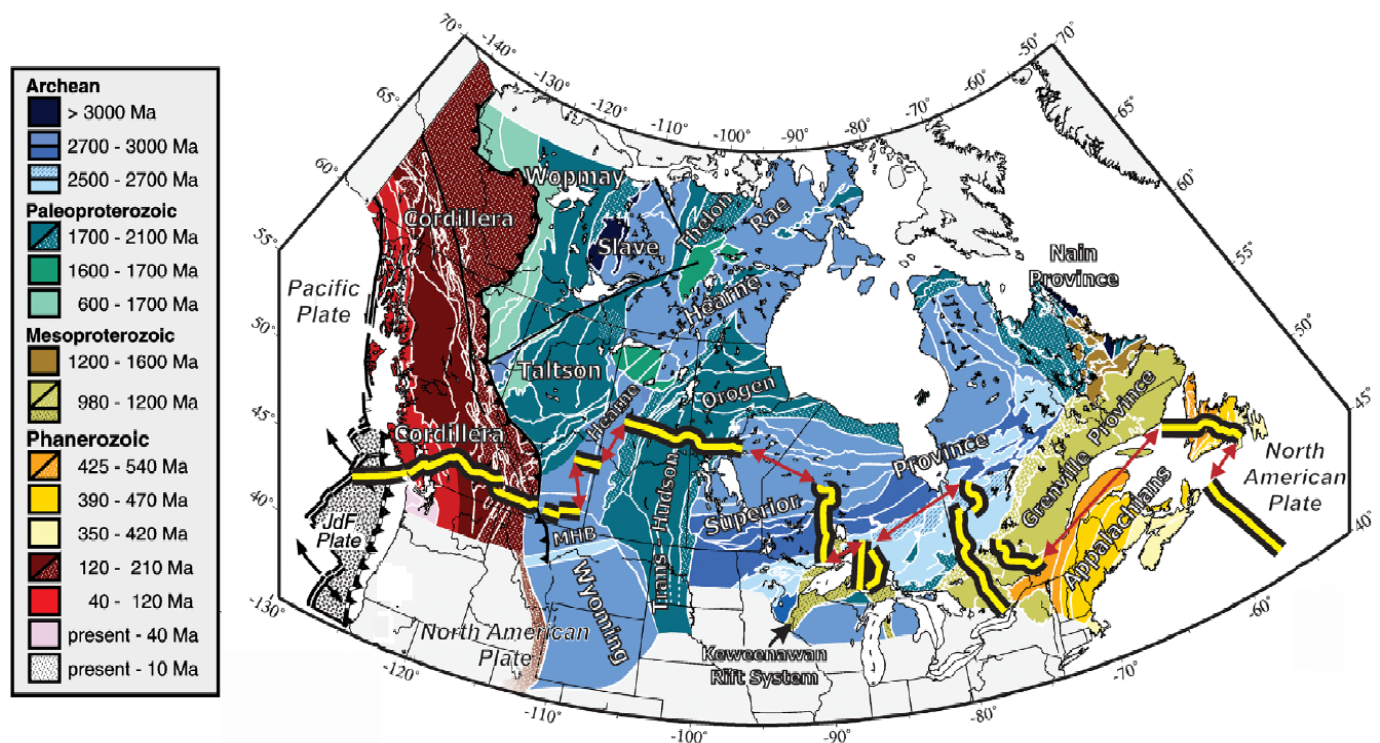 Archean
> 3000 Ma
2700 - 3000 Ma
2500 - 2700 Ma
Paleoproterozoic
1700 - 2100 Ma
1600 - 1700 Ma
600 - 1700 Ma
Mesoproterozoic
1200 - 1600 Ma
980 - 1200 Ma
Phanerozoic
425 - 540 Ma
390 - 470 Ma
350 - 420 Ma
120 - 210 Ma
40 - 120 Ma
present - 40 Ma
present - 10 Ma
70°
-140°
-130°
-120°
-110°
-100°
-90°
-80°
-70°
-60°
-50°
70°
65°
60°
55°
50°
45°
40°
-130°
65°
60°
55°
50°
45°
40°
-120°
-110°
-100°
-90°
-80°
-70°
-60°
Wopmay
Cordillera
Slave
Thelon
Rae
Nain
Province
Pacific
Plate
Hearne
Taltson
Orogen
Hearne
Cordillera
Province
Grenville Province
North
American
Plate
JdF
Plate
Superior
Trans-Hudson
MHB
Appalachians
Wyoming
North American
Plate
Keweenawan
Rift System